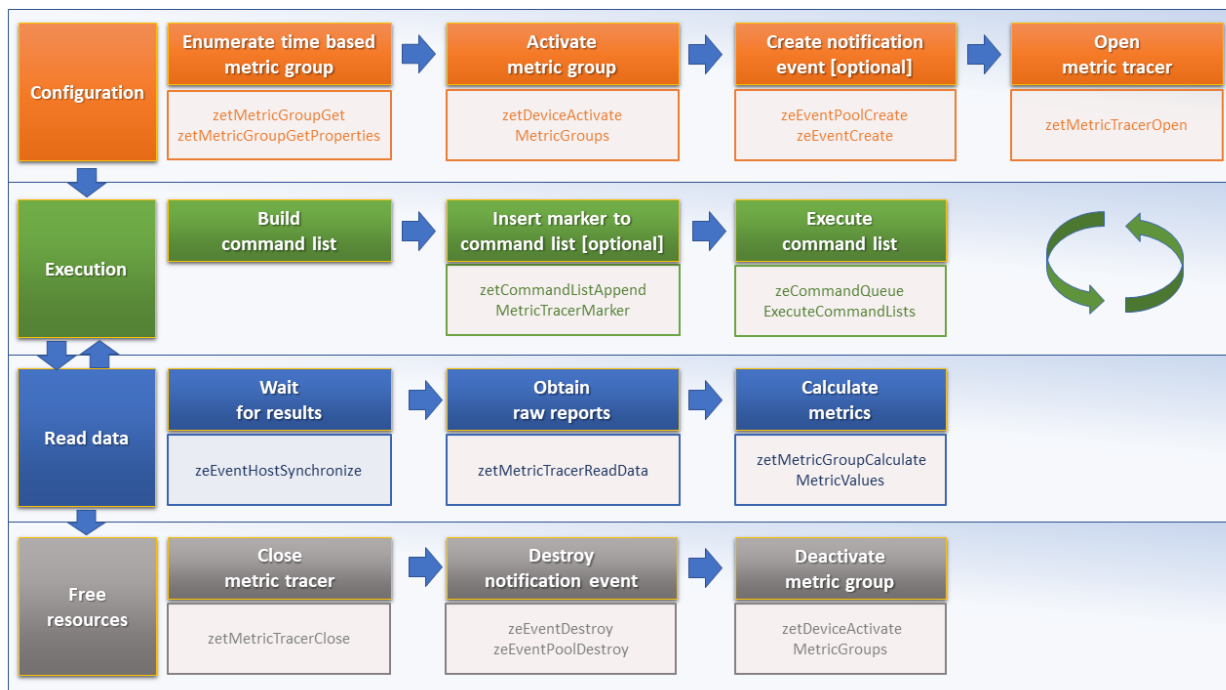 Configuration
Enumerate time based
metric group
zetMetricGroupGet
zetMetricGroupGetProperties
Activate
metric group
zetDeviceActivate
MetricGroups
Create notification
event [optional]
zeEventPoolCreate
zeEventCreate
Open
metric tracer
zetMetricTracerOpen
Execution
Build
command list
Insert marker to
command list [optional]
zetCommandListAppend
MetricTracerMarker
Execute
command list
zeCommandQueue
ExecuteCommandLists
Read data
Wait
for results
zeEventHostSynchronize
Obtain
raw reports
zetMetricTracerReadData
Calculate
metrics
zetMetricGroupCalculate
MetricValues
Free
resources
Close
metric tracer
zetMetricTracerClose
Destroy
notification event
zeEventDestroy
zeEventPoolDestroy
Deactivate
metric group
zetDeviceActivate
MetricGroups